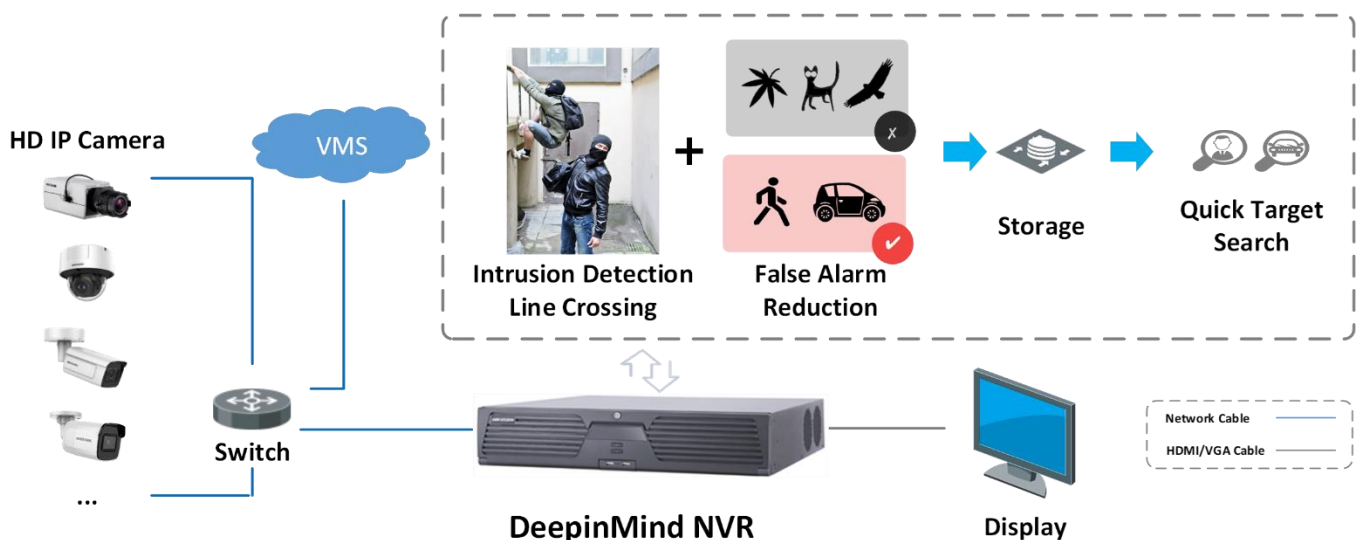 HD IP Camera
VMS
Switch
...
Intrusion Detection
Line Crossing
+
False Alarm
Reduction
Storage
Quick Target
Search
DeepinMind NVR
Display
Network Cable
HDMI/VGA Cable